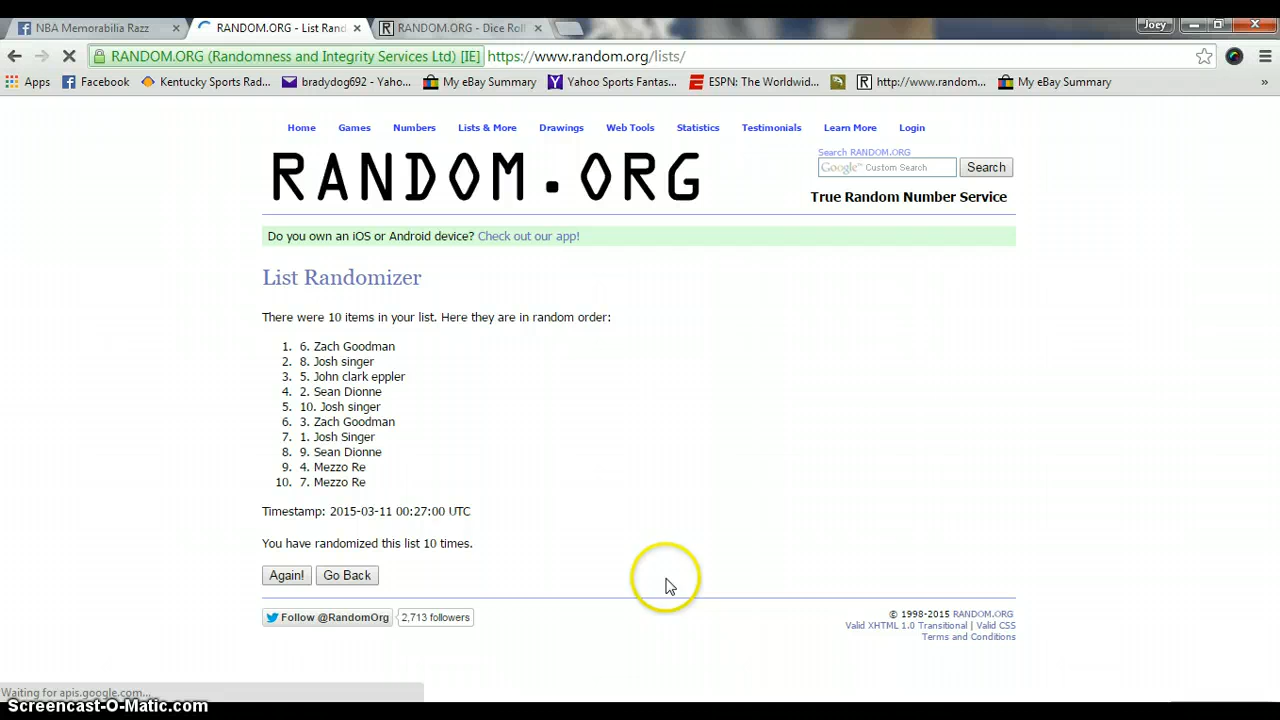 NBA Memorabilia Razz
RANDOM.ORG - List Rand
RANDOM.ORG - Dice Roll
Joey
RANDOM.ORG (Randomness and Integrity Services Ltd) [IE] https://www.random.org/lists/
Apps Facebook Kentucky Sports Rad... bradydog692 - Yaho... My eBay Summary Yahoo Sports Fantas... ESPN: The Worldwid... http://www.random... My eBay Summary »
Home Games Numbers Lists & More Drawings Web Tools Statistics Testimonials Learn More Login
RANDOM.ORG
Search RANDOM.ORG
Google™ Custom Search Search
True Random Number Service
Do you own an iOS or Android device? Check out our app!
List Randomizer
There were 10 items in your list. Here they are in random order:
1. 6. Zach Goodman
2. 8. Josh singer
3. 5. John clark eppler
4. 2. Sean Dionne
5. 10. Josh singer
6. 3. Zach Goodman
7. 1. Josh Singer
8. 9. Sean Dionne
9. 4. Mezzo Re
10. 7. Mezzo Re
Timestamp: 2015-03-11 00:27:00 UTC
You have randomized this list 10 times.
Again! Go Back
Follow @RandomOrg 2,713 followers
© 1998-2015 RANDOM.ORG
Valid XHTML 1.0 Transitional | Valid CSS
Terms and Conditions
Waiting for apis.google.com...
Screencast-O-Matic.com